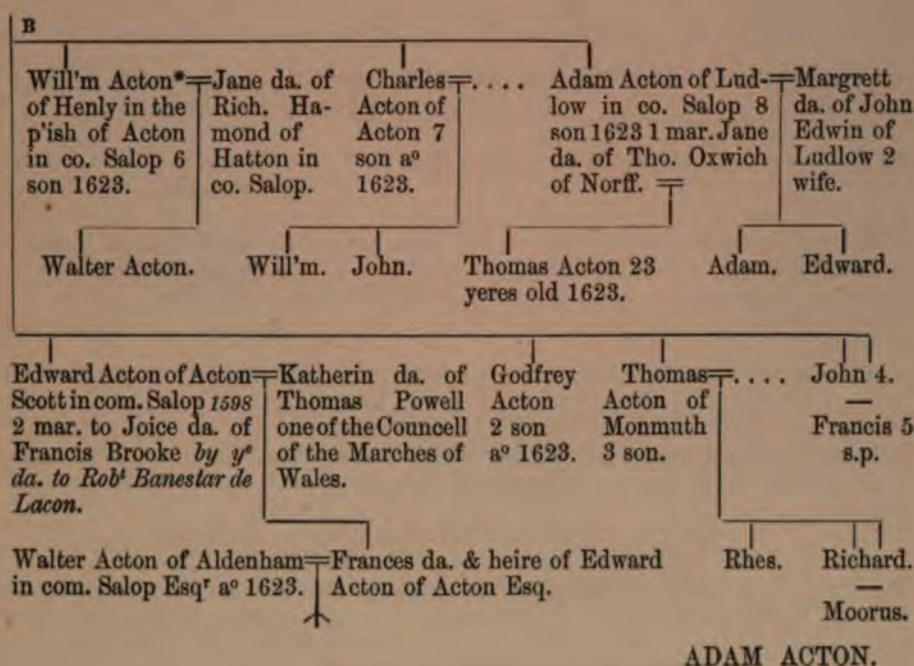 B
Will'm Acton*
of Henly in the
p'ish of Acton
in co. Salop 6
son 1623.
Jane da. of
Rich. Ha-
mond of
Hatton in
co. Salop.
Charles
Acton of
Acton 7
son aº
1623.
. . . .
Adam Acton of Lud-
low in co. Salop 8
son 1623 1 mar. Jane
da. of Tho. Oxwich
of Norff.
Margrett
da. of John
Edwin of
Ludlow 2
wife.
Walter Acton.
Will'm.
John.
Thomas Acton 23
yeres old 1623.
Adam.
Edward.
Edward Acton of Acton
Scott in com. Salop 1598
2 mar. to Joice da. of
Francis Brooke by yᵉ
da. to Robᵗ Banestar de
Lacon.
Katherin da. of
Thomas Powell
one of the Councell
of the Marches of
Wales.
Godfrey
Acton
2 son
aº 1623.
Thomas
Acton of
Monmuth
3 son.
. . . .
John 4.
—
Francis 5
s.p.
Walter Acton of Aldenham
in com. Salop Esqʳ aº 1623.
Frances da. & heire of Edward
Acton of Acton Esq.
Rhes.
Richard.
—
Moorus.
ADAM ACTON.